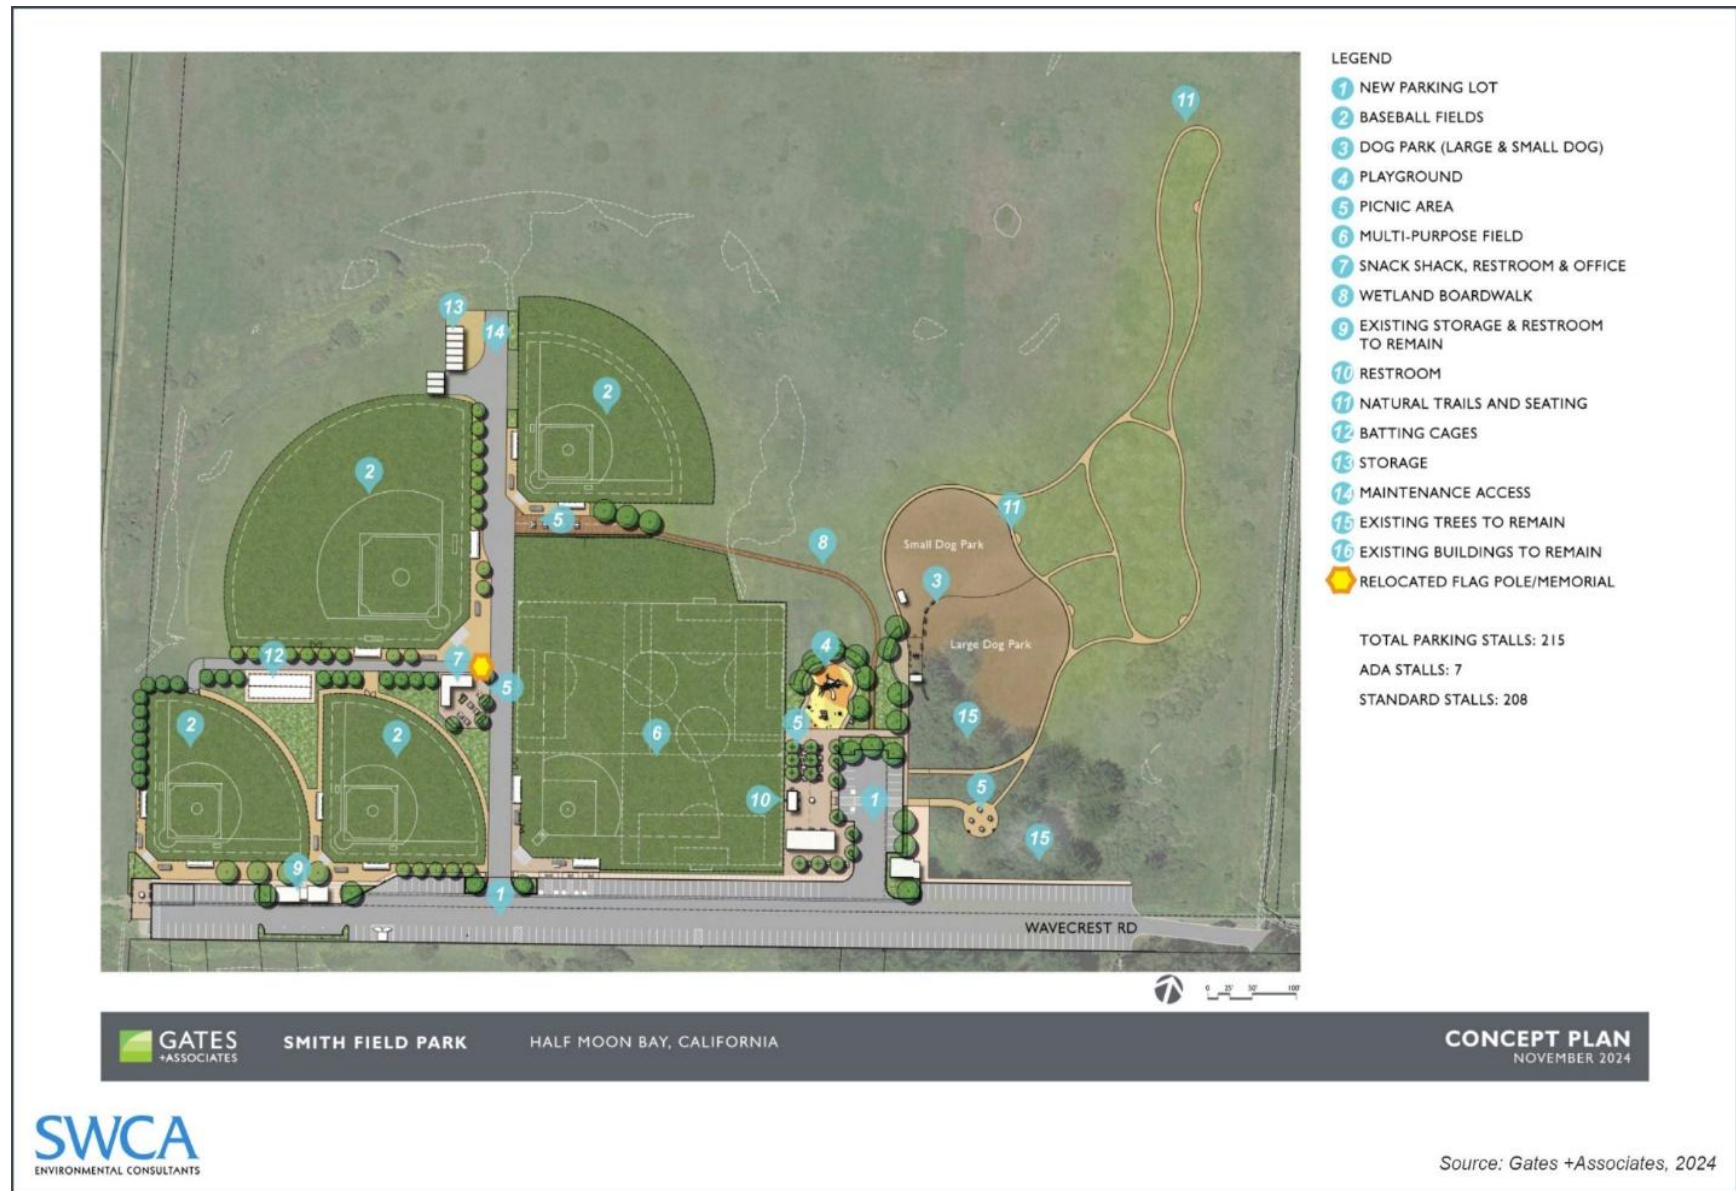 LEGEND
1 NEW PARKING LOT
2 BASEBALL FIELDS
3 DOG PARK (LARGE & SMALL DOG)
4 PLAYGROUND
5 PICNIC AREA
6 MULTI-PURPOSE FIELD
7 SNACK SHACK, RESTROOM & OFFICE
8 WETLAND BOARDWALK
9 EXISTING STORAGE & RESTROOM
TO REMAIN
10 RESTROOM
11 NATURAL TRAILS AND SEATING
12 BATTING CAGES
13 STORAGE
14 MAINTENANCE ACCESS
15 EXISTING TREES TO REMAIN
16 EXISTING BUILDINGS TO REMAIN
RELOCATED FLAG POLE/MEMORIAL
TOTAL PARKING STALLS: 215
ADA STALLS: 7
STANDARD STALLS: 208
11
13
14
2
2
5
11
8
Small Dog Park
3
Large Dog Park
4
12
7
5
2
2
6
5
15
10
1
5
15
9
1
WAVECREST RD
0 25' 50' 100'
GATES
+ASSOCIATES
SMITH FIELD PARK
HALF MOON BAY, CALIFORNIA
CONCEPT PLAN
NOVEMBER 2024
SWCA
ENVIRONMENTAL CONSULTANTS
Source: Gates +Associates, 2024